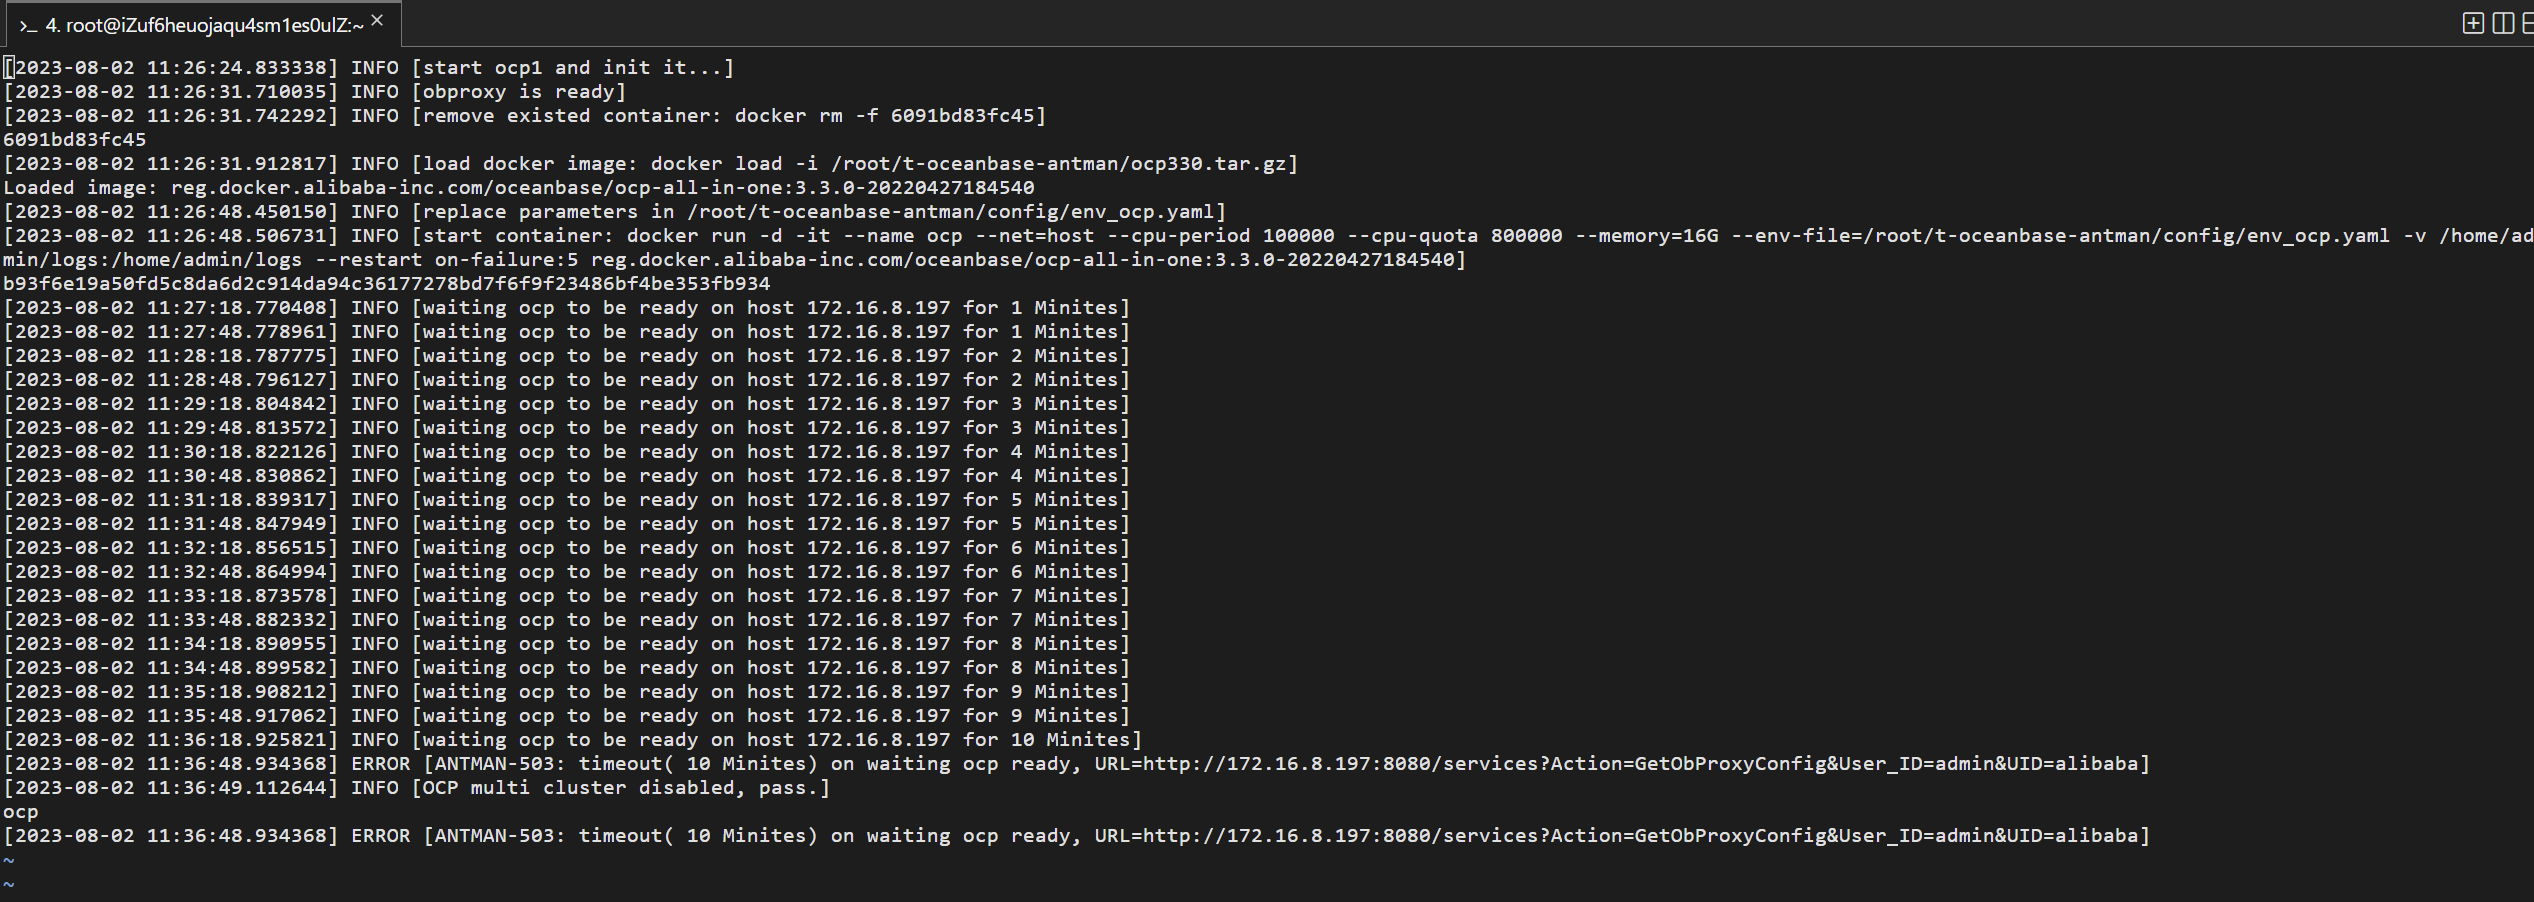 >_ 4. root@iZuf6heuojaqu4sm1es0ulZ:~ ×
[2023-08-02 11:26:24.833338] INFO [start ocp1 and init it...]
[2023-08-02 11:26:31.710035] INFO [obproxy is ready]
[2023-08-02 11:26:31.742292] INFO [remove existed container: docker rm -f 6091bd83fc45]
6091bd83fc45
[2023-08-02 11:26:31.912817] INFO [load docker image: docker load -i /root/t-oceanbase-antman/ocp330.tar.gz]
Loaded image: reg.docker.alibaba-inc.com/oceanbase/ocp-all-in-one:3.3.0-20220427184540
[2023-08-02 11:26:48.450150] INFO [replace parameters in /root/t-oceanbase-antman/config/env_ocp.yaml]
[2023-08-02 11:26:48.506731] INFO [start container: docker run -d -it --name ocp --net=host --cpu-period 100000 --cpu-quota 800000 --memory=16G --env-file=/root/t-oceanbase-antman/config/env_ocp.yaml -v /home/ad
min/logs:/home/admin/logs --restart on-failure:5 reg.docker.alibaba-inc.com/oceanbase/ocp-all-in-one:3.3.0-20220427184540]
b93f6e19a50fd5c8da6d2c914da94c36177278bd7f6f9f23486bf4be353fb934
[2023-08-02 11:27:18.770408] INFO [waiting ocp to be ready on host 172.16.8.197 for 1 Minites]
[2023-08-02 11:27:48.778961] INFO [waiting ocp to be ready on host 172.16.8.197 for 1 Minites]
[2023-08-02 11:28:18.787775] INFO [waiting ocp to be ready on host 172.16.8.197 for 2 Minites]
[2023-08-02 11:28:48.796127] INFO [waiting ocp to be ready on host 172.16.8.197 for 2 Minites]
[2023-08-02 11:29:18.804842] INFO [waiting ocp to be ready on host 172.16.8.197 for 3 Minites]
[2023-08-02 11:29:48.813572] INFO [waiting ocp to be ready on host 172.16.8.197 for 3 Minites]
[2023-08-02 11:30:18.822126] INFO [waiting ocp to be ready on host 172.16.8.197 for 4 Minites]
[2023-08-02 11:30:48.830862] INFO [waiting ocp to be ready on host 172.16.8.197 for 4 Minites]
[2023-08-02 11:31:18.839317] INFO [waiting ocp to be ready on host 172.16.8.197 for 5 Minites]
[2023-08-02 11:31:48.847949] INFO [waiting ocp to be ready on host 172.16.8.197 for 5 Minites]
[2023-08-02 11:32:18.856515] INFO [waiting ocp to be ready on host 172.16.8.197 for 6 Minites]
[2023-08-02 11:32:48.864994] INFO [waiting ocp to be ready on host 172.16.8.197 for 6 Minites]
[2023-08-02 11:33:18.873578] INFO [waiting ocp to be ready on host 172.16.8.197 for 7 Minites]
[2023-08-02 11:33:48.882332] INFO [waiting ocp to be ready on host 172.16.8.197 for 7 Minites]
[2023-08-02 11:34:18.890955] INFO [waiting ocp to be ready on host 172.16.8.197 for 8 Minites]
[2023-08-02 11:34:48.899582] INFO [waiting ocp to be ready on host 172.16.8.197 for 8 Minites]
[2023-08-02 11:35:18.908212] INFO [waiting ocp to be ready on host 172.16.8.197 for 9 Minites]
[2023-08-02 11:35:48.917062] INFO [waiting ocp to be ready on host 172.16.8.197 for 9 Minites]
[2023-08-02 11:36:18.925821] INFO [waiting ocp to be ready on host 172.16.8.197 for 10 Minites]
[2023-08-02 11:36:48.934368] ERROR [ANTMAN-503: timeout( 10 Minites) on waiting ocp ready, URL=http://172.16.8.197:8080/services?Action=GetObProxyConfig&User_ID=admin&UID=alibaba]
[2023-08-02 11:36:49.112644] INFO [OCP multi cluster disabled, pass.]
ocp
[2023-08-02 11:36:48.934368] ERROR [ANTMAN-503: timeout( 10 Minites) on waiting ocp ready, URL=http://172.16.8.197:8080/services?Action=GetObProxyConfig&User_ID=admin&UID=alibaba]
~
~